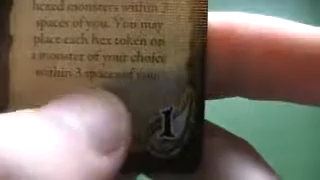 hexed monsters within 2
spaces of you. You may
place each hex token on
a monster of your choice
within 3 spaces of you.
1